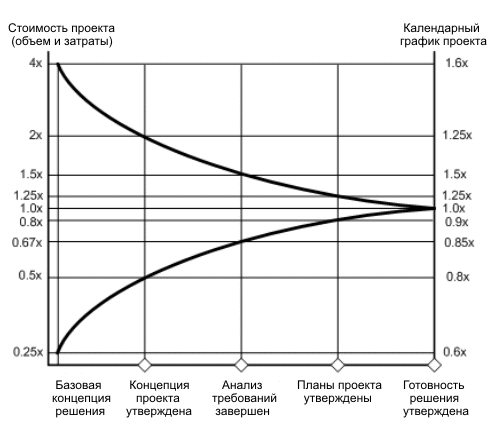 Стоимость проекта
(объем и затраты)
Календарный
график проекта
4x
1.6x
2x
1.25x
1.5x
1.5x
1.25x
1.25x
1.0x
1.0x
0.8x
0.9x
0.67x
0.85x
0.5x
0.8x
0.25x
0.6x
Базовая
концепция
решения
Концепция
проекта
утверждена
Анализ
требований
завершен
Планы проекта
утверждены
Готовность
решения
утверждена